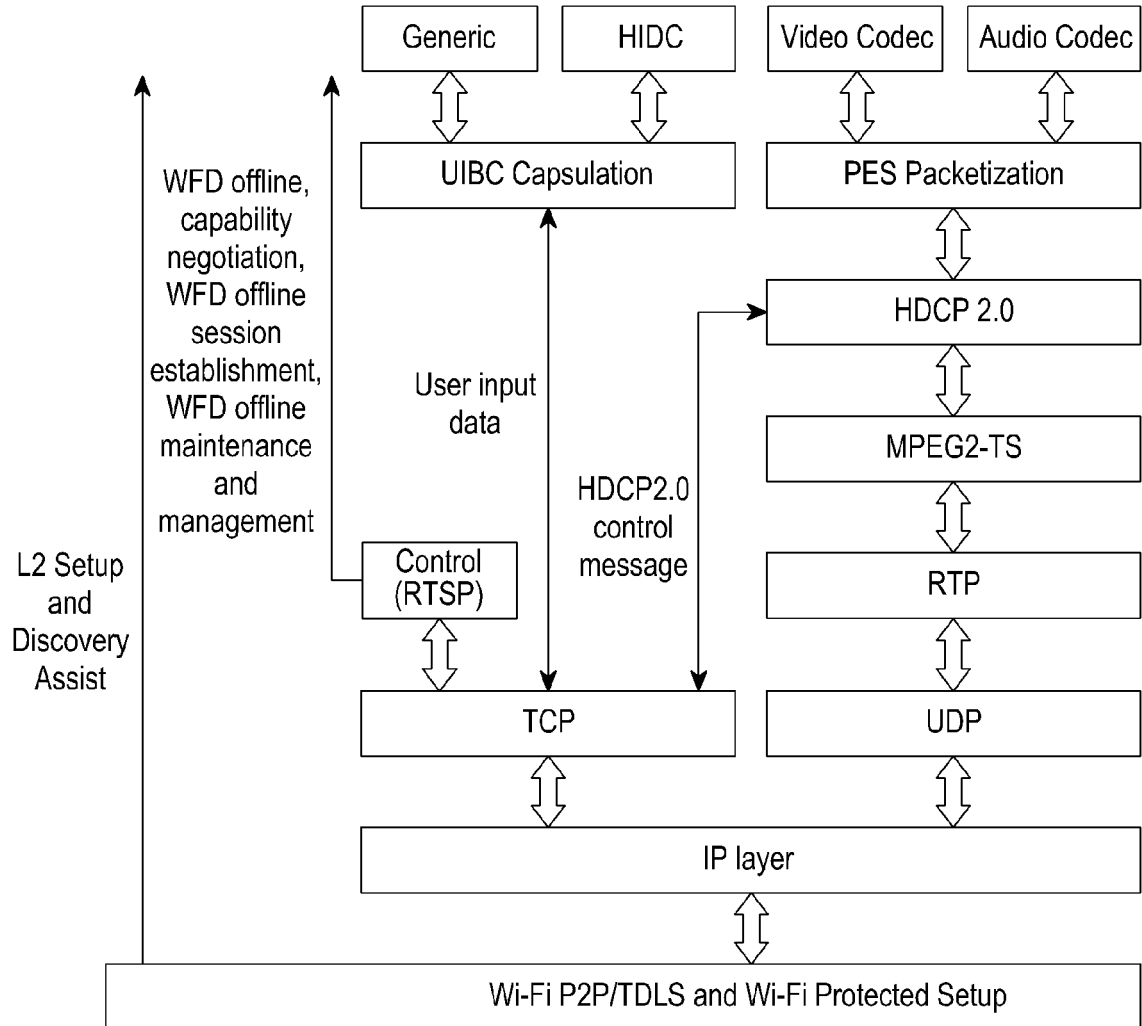 Generic
HIDC
Video Codec
Audio Codec
UIBC Capsulation
PES Packetization
WFD offline,
capability
negotiation,
WFD offline
session
establishment,
WFD offline
maintenance
and
management
HDCP 2.0
User input
data
MPEG2-TS
HDCP2.0
control
message
L2 Setup
and
Discovery
Assist
Control
(RTSP)
RTP
TCP
UDP
IP layer
Wi-Fi P2P/TDLS and Wi-Fi Protected Setup